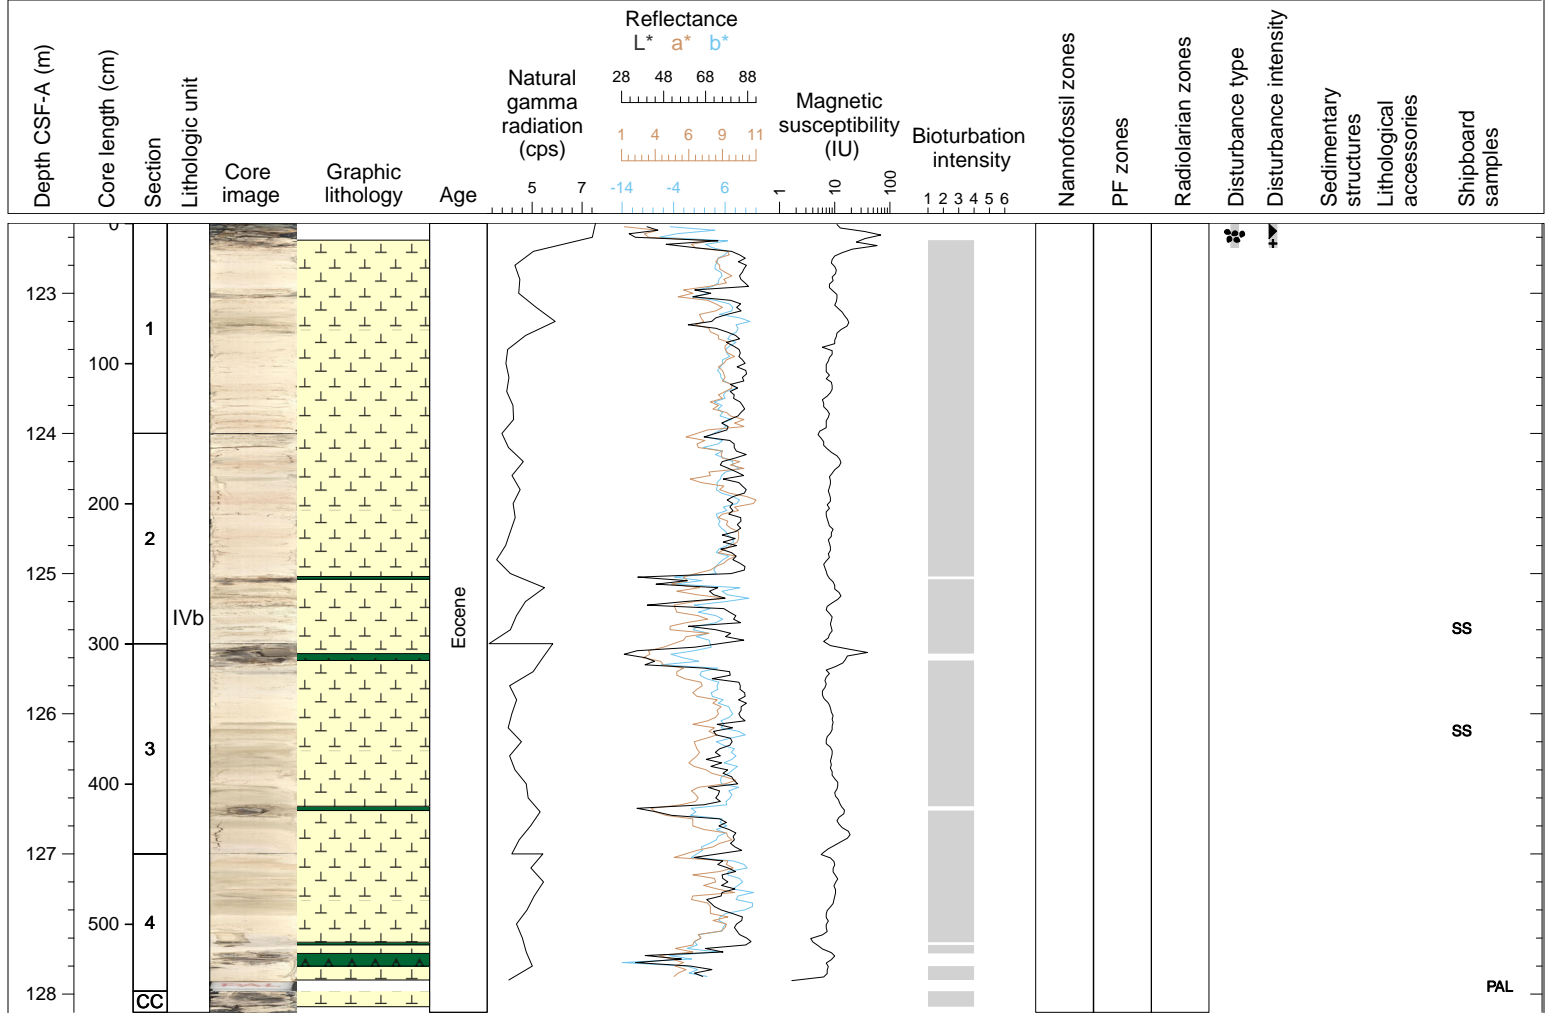 Depth CSF-A (m)
Core length (cm)
Section
Lithologic unit
Core
image
Graphic
lithology
Age
Natural
gamma
radiation
(cps)
5 7
Reflectance
L* a* b*
28 48 68 88
1 4 6 9 11
-14 -4 6
Magnetic
susceptibility
(IU)
1 10 100
Bioturbation
intensity
1 2 3 4 5 6
Nannofossil zones
PF zones
Radiolarian zones
Disturbance type
Disturbance intensity
Sedimentary
structures
Lithological
accessories
Shipboard
samples
0
123
1
100
124
200
2
125
IVb
Eocene
SS
300
126
SS
3
400
127
500
4
PAL
128
CC